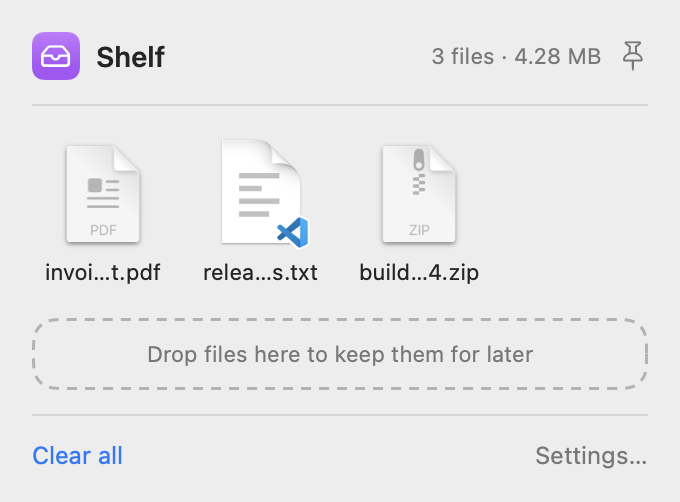 Shelf
3 files · 4.28 MB
PDF
ZIP
invoi...t.pdf
relea...s.txt
build...4.zip
Drop files here to keep them for later
Clear all
Settings...